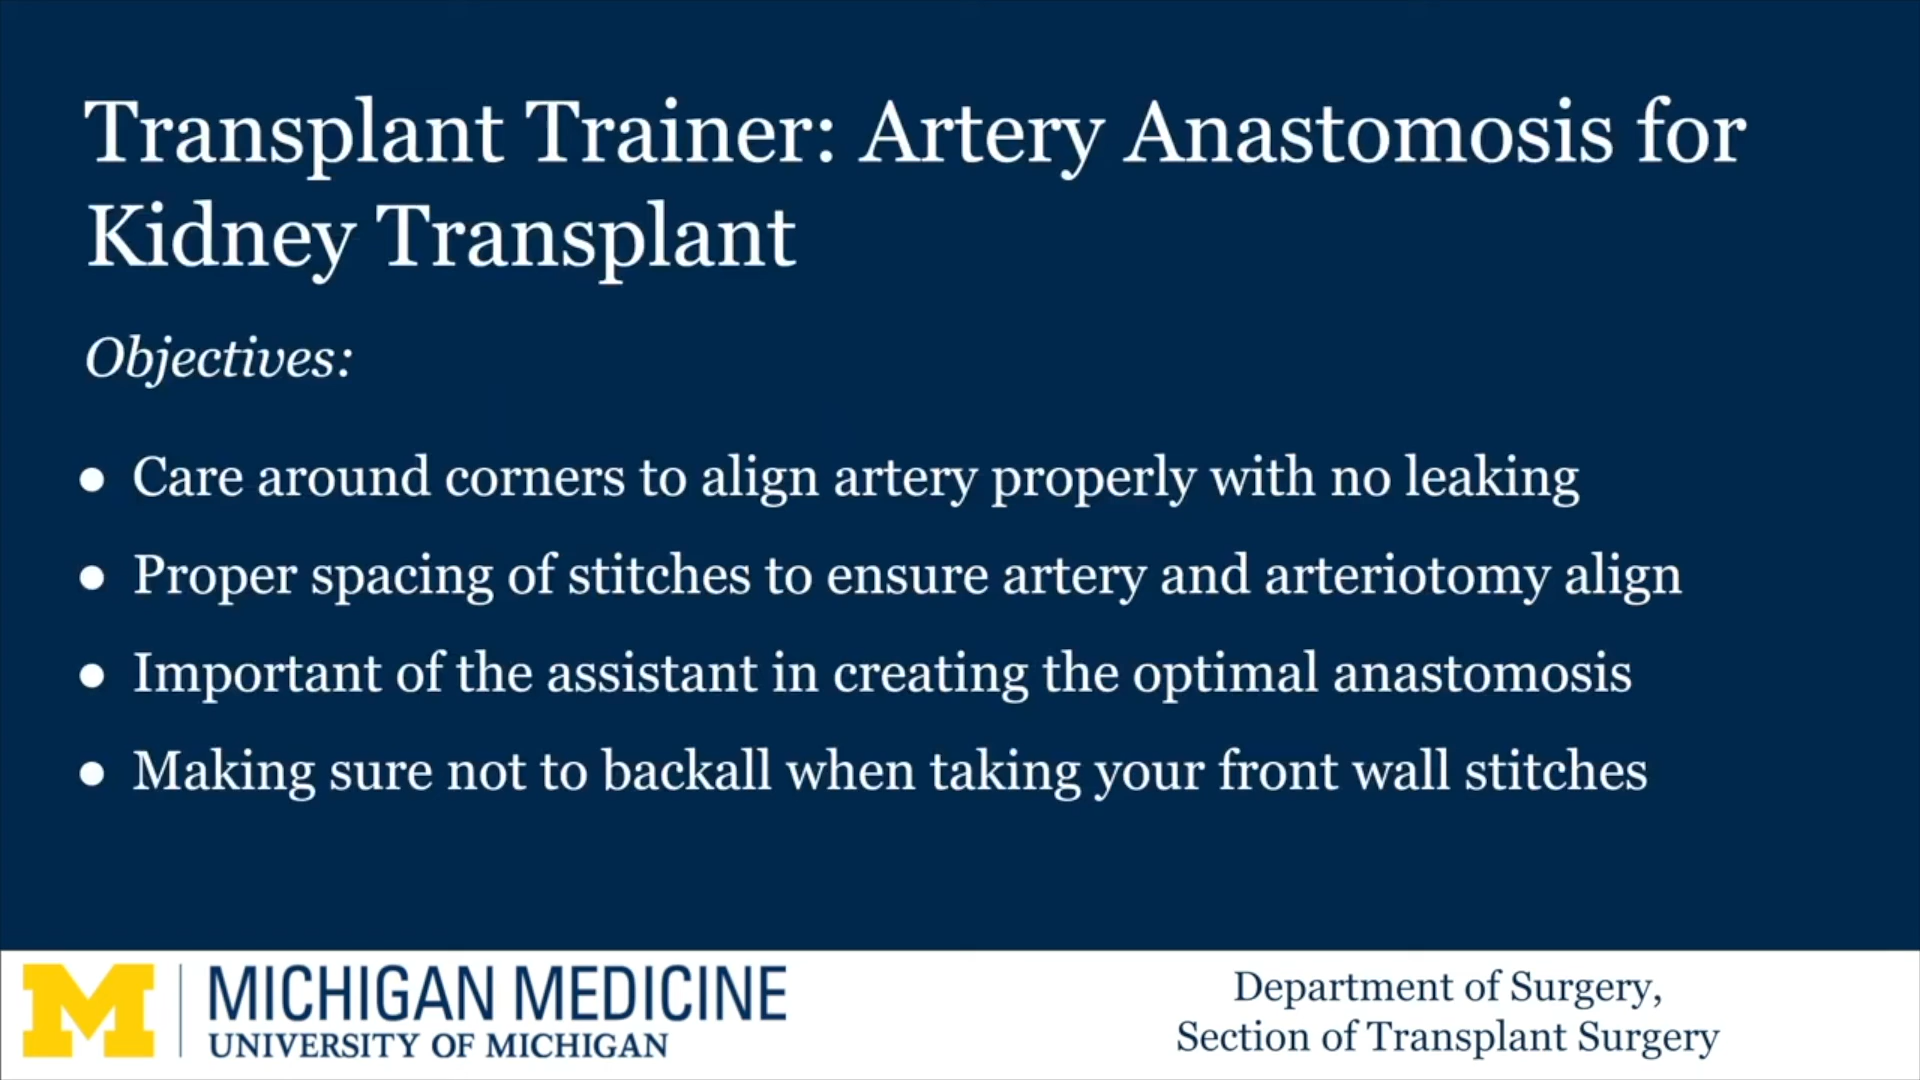 Transplant Trainer: Artery Anastomosis for
Kidney Transplant
Objectives:
● Care around corners to align artery properly with no leaking
● Proper spacing of stitches to ensure artery and arteriotomy align
● Important of the assistant in creating the optimal anastomosis
● Making sure not to backall when taking your front wall stitches
M
MICHIGAN MEDICINE
UNIVERSITY OF MICHIGAN
Department of Surgery,
Section of Transplant Surgery